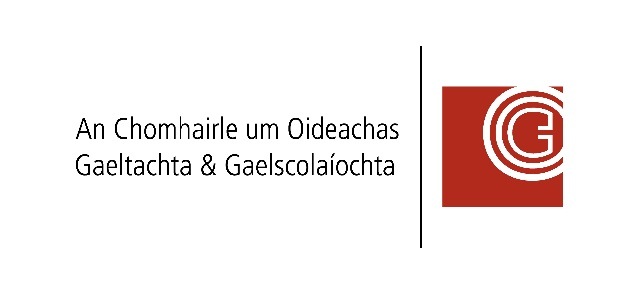 An Chomhairle um Oideachas
Gaeltachta & Gaelscolaíochta